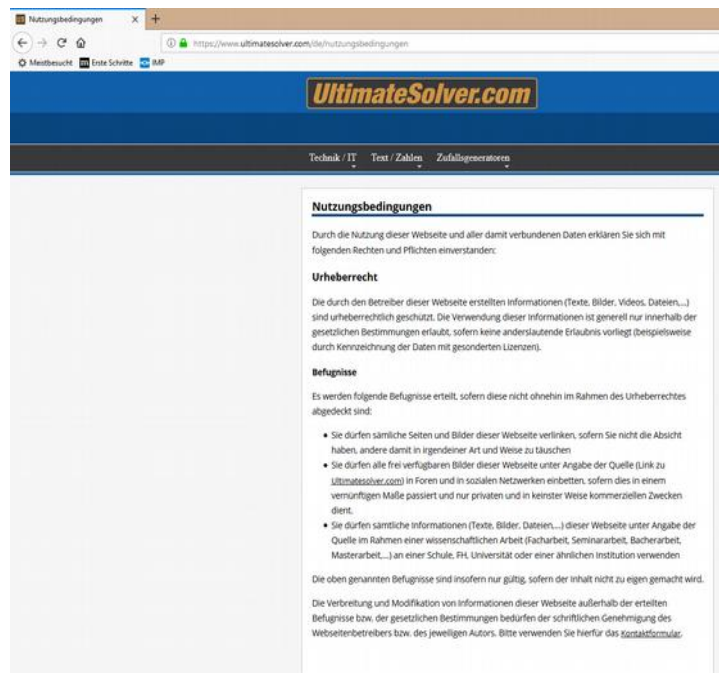 Nutzungsbedingungen X +
https://www.ultimatesolver.com/de/nutzungsbedingungen
Meistbesucht Erste Schritte IMP
UltimateSolver.com
Technik / IT Text / Zahlen Zufallsgeneratoren
Nutzungsbedingungen
Durch die Nutzung dieser Webseite und aller damit verbundenen Daten erklären Sie sich mit
folgenden Rechten und Pflichten einverstanden:
Urheberrecht
Die durch den Betreiber dieser Webseite erstellten Informationen (Texte, Bilder, Videos, Dateien,...)
sind urheberrechtlich geschützt. Die Verwendung dieser Informationen ist generell nur innerhalb der
gesetzlichen Bestimmungen erlaubt, sofern keine anderslautende Erlaubnis vorliegt (beispielsweise
durch Kennzeichnung der Daten mit gesonderten Lizenzen).
Befugnisse
Es werden folgende Befugnisse erteilt, sofern diese nicht ohnehin im Rahmen des Urheberrechtes
abgedeckt sind:
• Sie dürfen sämliche Seiten und Bilder dieser Webseite verlinken, sofern Sie nicht die Absicht
haben, andere damit in irgendeiner Art und Weise zu täuschen
• Sie dürfen alle frei verfügbaren Bilder dieser Webseite unter Angabe der Quelle (Link zu
Ultimatesolver.com) in Foren und in sozialen Netzwerken einbetten, sofern dies in einem
vernünftigen Maße passiert und nur privaten und in keinster Weise kommerziellen Zwecken
dient.
• Sie dürfen sämtliche Informationen (Texte, Bilder, Dateien,...) dieser Webseite unter Angabe der
Quelle im Rahmen einer wissenschaftlichen Arbeit (Facharbeit, Seminararbeit, Bacherarbeit,
Masterarbeit,...) an einer Schule, FH, Universität oder einer ähnlichen Institution verwenden
Die oben genannten Befugnisse sind insofern nur gültig, sofern der Inhalt nicht zu eigen gemacht wird.
Die Verbreitung und Modifikation von Informationen dieser Webseite außerhalb der erteilten
Befugnisse bzw. der gesetzlichen Bestimmungen bedürfen der schriftlichen Genehmigung des
Webseitenbetreibers bzw. des jeweiligen Autors. Bitte verwenden Sie hierfür das Kontaktformular.